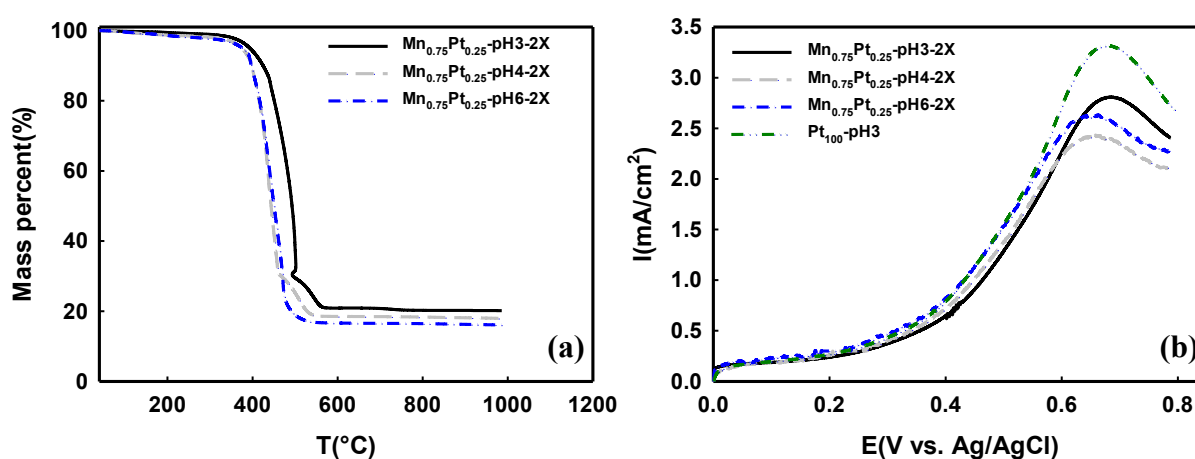 100
80
60
40
20
0
Mass percent(%)
200
400
600
800
1000
1200
T(°C)
Mn0.75Pt0.25-pH3-2X
Mn0.75Pt0.25-pH4-2X
Mn0.75Pt0.25-pH6-2X
(a)
3.5
3.0
2.5
2.0
1.5
1.0
0.5
0.0
I(mA/cm2)
0.0
0.2
0.4
0.6
0.8
E(V vs. Ag/AgCl)
Mn0.75Pt0.25-pH3-2X
Mn0.75Pt0.25-pH4-2X
Mn0.75Pt0.25-pH6-2X
Pt100-pH3
(b)